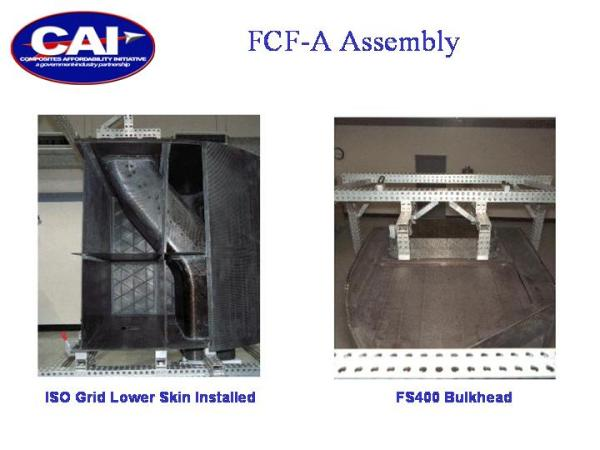 CAI
COMPOSITES AFFORDABILITY INITIATIVE
a government-industry partnership
FCF-A Assembly
ISO Grid Lower Skin Installed
FS400 Bulkhead